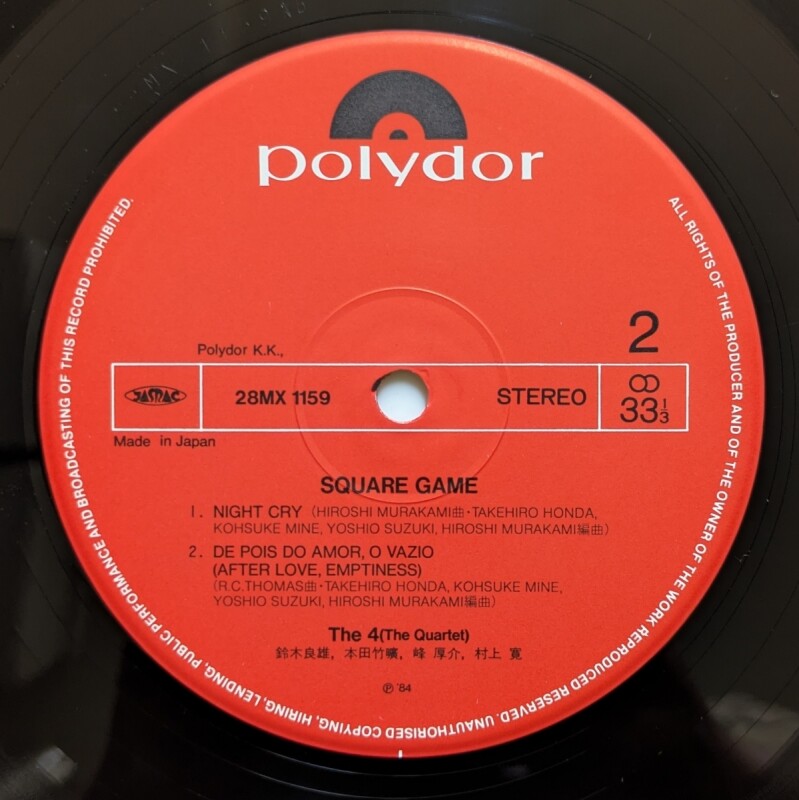 polydor
2
Polydor K.K.,
JASRAC
28MX 1159
STEREO
33 1/3
Made in Japan
SQUARE GAME
1. NIGHT CRY (HIROSHI MURAKAMI曲・TAKEHIRO HONDA,
KOHSUKE MINE, YOSHIO SUZUKI, HIROSHI MURAKAMI編曲)
2. DE POIS DO AMOR, O VAZIO
(AFTER LOVE, EMPTINESS)
(R.C.THOMAS曲・TAKEHIRO HONDA, KOHSUKE MINE,
YOSHIO SUZUKI, HIROSHI MURAKAMI編曲)
The 4(The Quartet)
鈴木良雄, 本田竹曠, 峰 厚介, 村上 寛
Ⓟ '84
ALL RIGHTS OF THE PRODUCER AND OF THE OWNER OF THE WORK REPRODUCED RESERVED. UNAUTHORISED COPYING, HIRING, LENDING, PUBLIC PERFORMANCE AND BROADCASTING OF THIS RECORD PROHIBITED.